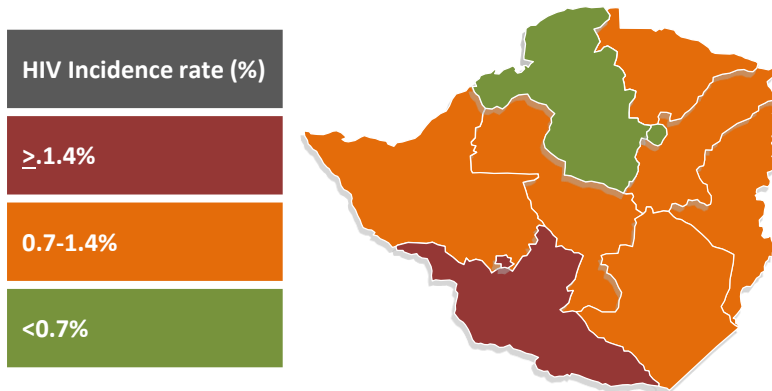 HIV Incidence rate (%)
≥.1.4%
0.7-1.4%
<0.7%